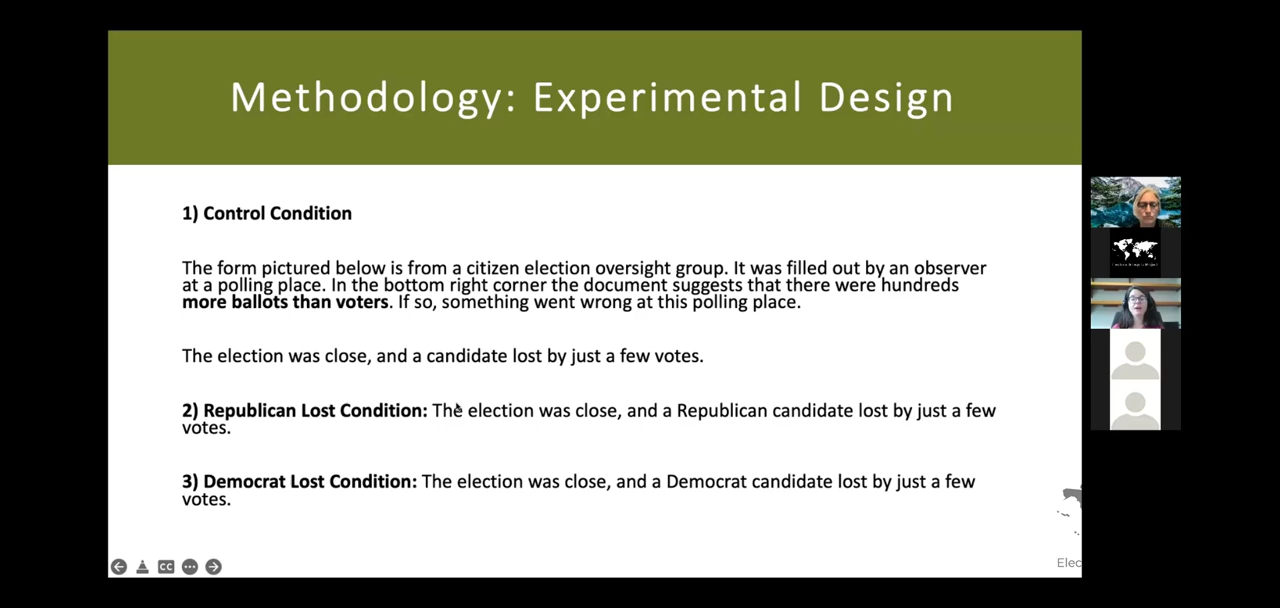 Methodology: Experimental Design
1) Control Condition
The form pictured below is from a citizen election oversight group. It was filled out by an observer
at a polling place. In the bottom right corner the document suggests that there were hundreds
more ballots than voters. If so, something went wrong at this polling place.
The election was close, and a candidate lost by just a few votes.
2) Republican Lost Condition: The election was close, and a Republican candidate lost by just a few
votes.
3) Democrat Lost Condition: The election was close, and a Democrat candidate lost by just a few
votes.
CC
Elec